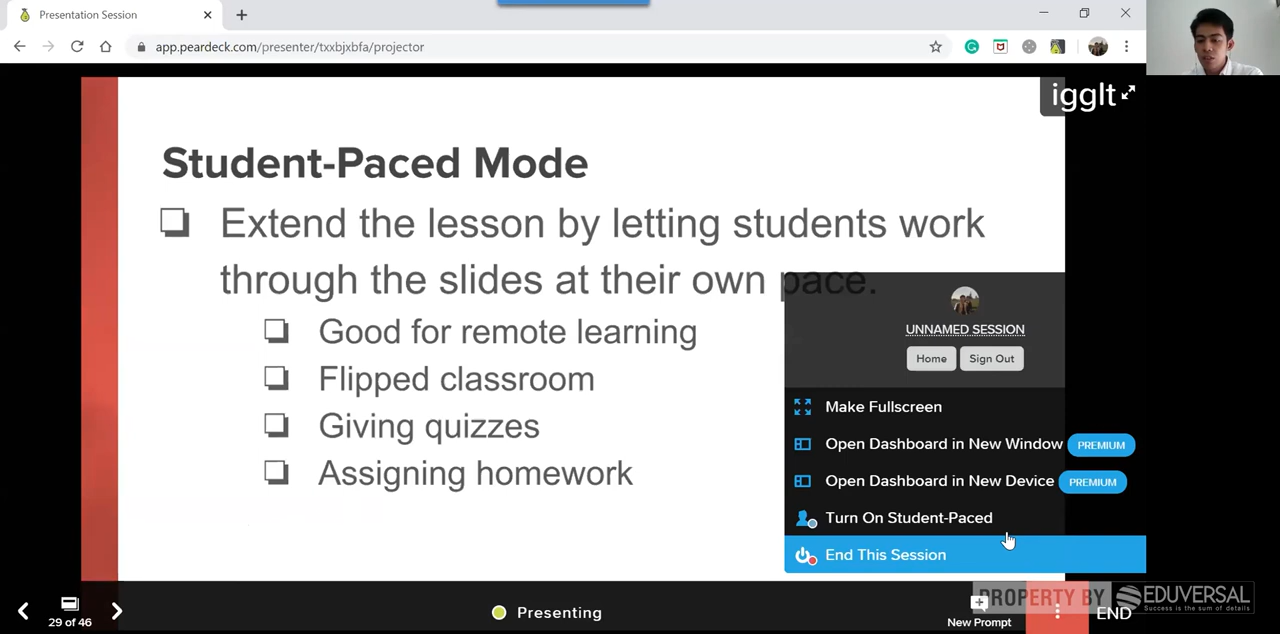 Presentation Session
app.peardeck.com/presenter/txxbjxbfa/projector
igglt
Student-Paced Mode
Extend the lesson by letting students work
through the slides at their own pace.
Good for remote learning
Flipped classroom
Giving quizzes
Assigning homework
UNNAMED SESSION
Home Sign Out
Make Fullscreen
Open Dashboard in New Window PREMIUM
Open Dashboard in New Device PREMIUM
Turn On Student-Paced
End This Session
29 of 46
Presenting
New Prompt
END
PROPERTY BY EDUVERSAL
Success is the sum of details